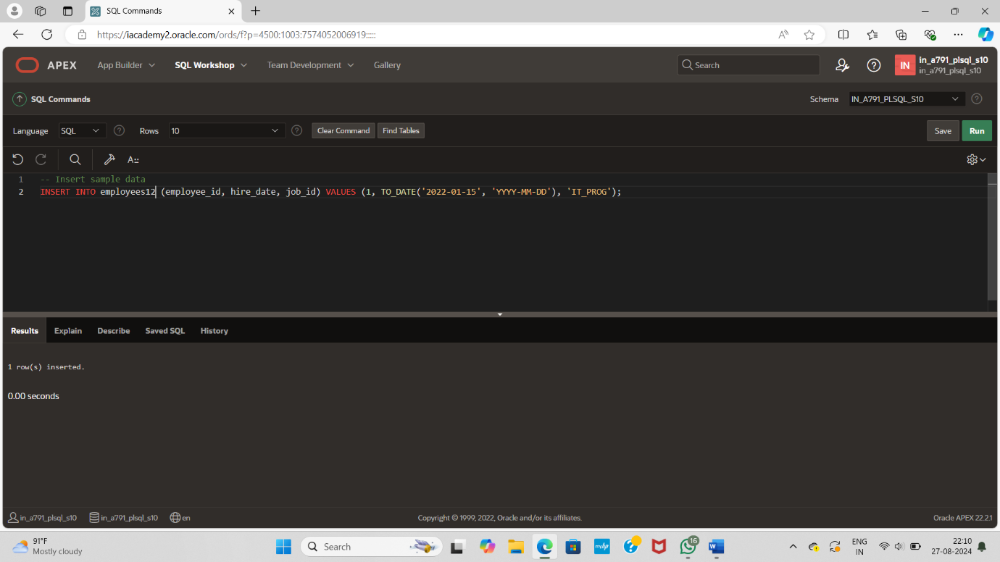 SQL Commands
https://iacademy2.oracle.com/ords/f?p=4500:1003:7574052006919:::::
APEX App Builder SQL Workshop Team Development Gallery Search IN in_a791_plsql_s10
in_a791_plsql_s10
SQL Commands Schema IN_A791_PLSQL_S10
Language SQL Rows 10 Clear Command Find Tables Save Run
A::
1 -- Insert sample data
2 INSERT INTO employees12 (employee_id, hire_date, job_id) VALUES (1, TO_DATE('2022-01-15', 'YYYY-MM-DD'), 'IT_PROG');
Results Explain Describe Saved SQL History
1 row(s) inserted.
0.00 seconds
in_a791_plsql_s10 in_a791_plsql_s10 en Copyright © 1999, 2022, Oracle and/or its affiliates. Oracle APEX 22.2.1
91°F
Mostly cloudy
Search
myhp
16
W
ENG
IN
22:10
27-08-2024